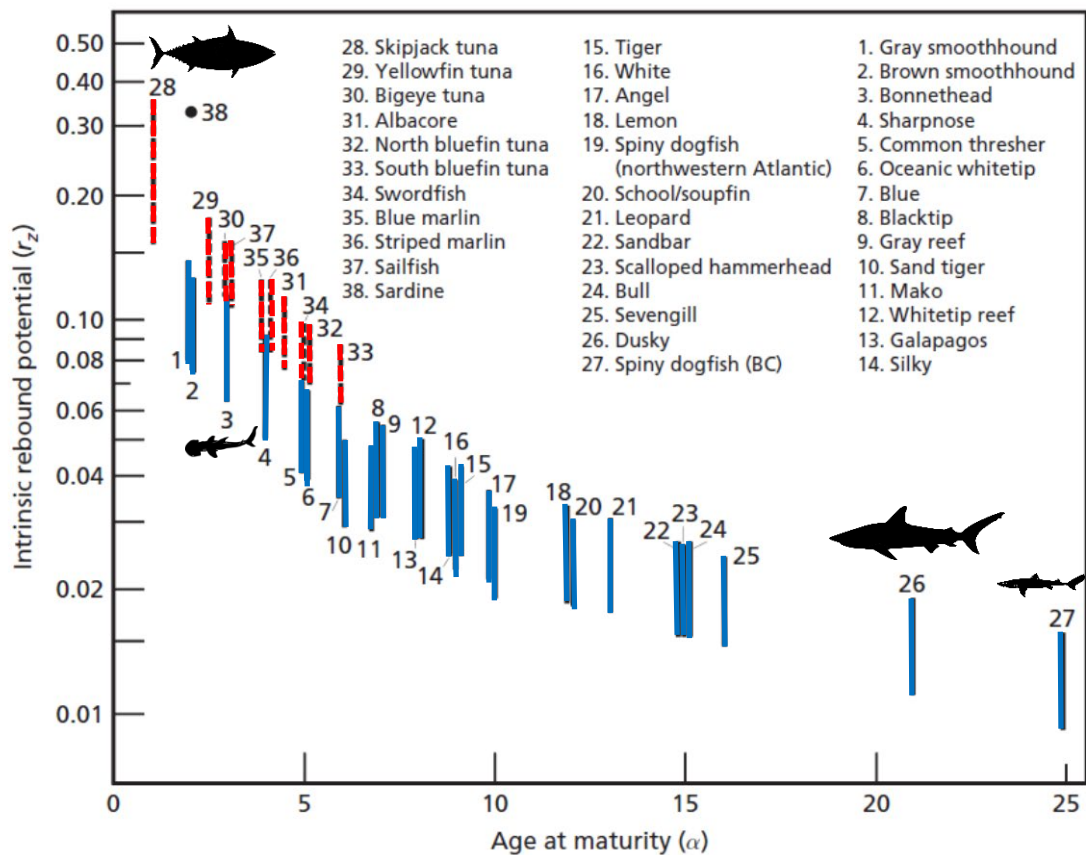 0.50
0.40
0.30
0.20
0.10
0.08
0.06
0.04
0.02
0.01
Intrinsic rebound potential (rz)
28. Skipjack tuna
29. Yellowfin tuna
30. Bigeye tuna
31. Albacore
32. North bluefin tuna
33. South bluefin tuna
34. Swordfish
35. Blue marlin
36. Striped marlin
37. Sailfish
38. Sardine
15. Tiger
16. White
17. Angel
18. Lemon
19. Spiny dogfish
(northwestern Atlantic)
20. School/soupfin
21. Leopard
22. Sandbar
23. Scalloped hammerhead
24. Bull
25. Sevengill
26. Dusky
27. Spiny dogfish (BC)
1. Gray smoothhound
2. Brown smoothhound
3. Bonnethead
4. Sharpnose
5. Common thresher
6. Oceanic whitetip
7. Blue
8. Blacktip
9. Gray reef
10. Sand tiger
11. Mako
12. Whitetip reef
13. Galapagos
14. Silky
28
38
29
30
37
35
36
31
34
32
33
1
2
3
4
5
6
7
10
8
9
11
12
13
14
16
15
17
19
18
20
21
22
23
24
25
26
27
0
5
10
15
20
25
Age at maturity (α)